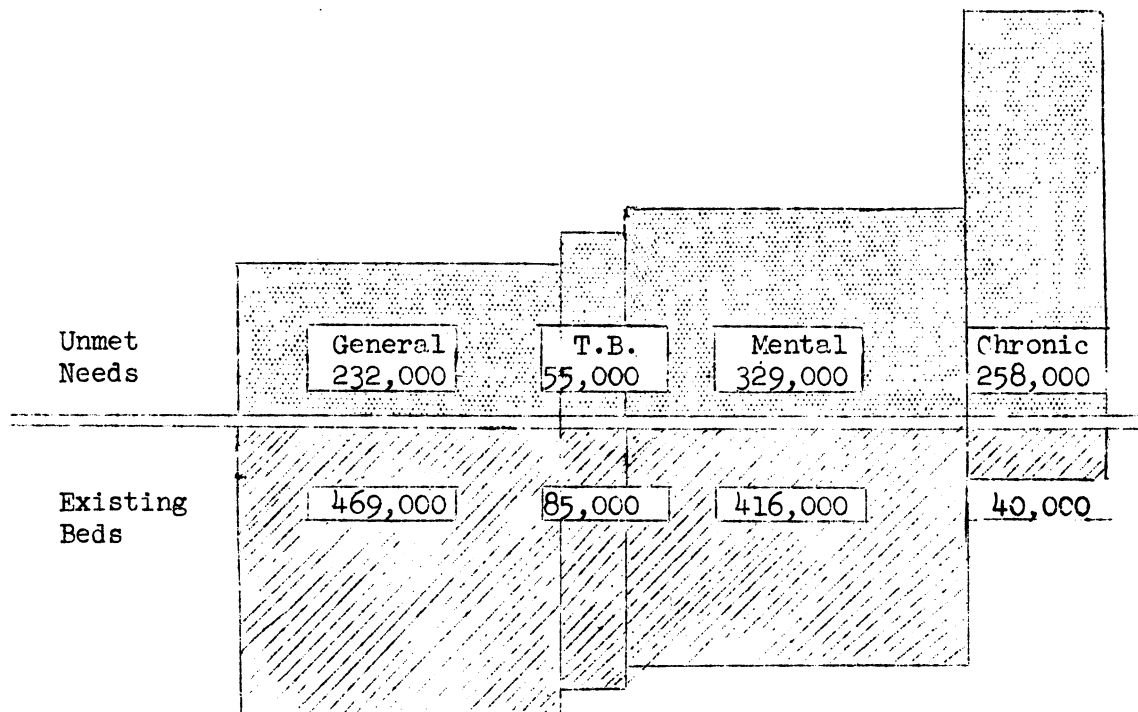 Unmet
Needs
General
232,000
T.B.
55,000
Mental
329,000
Chronic
258,000
Existing
Beds
469,000
85,000
416,000
40,000